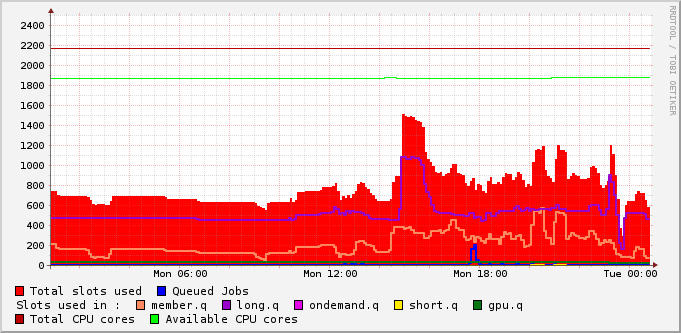 2400
2200
2000
1800
1600
1400
1200
1000
800
600
400
200
0
Mon 06:00 Mon 12:00 Mon 18:00 Tue 00:00
RRDTOOL / TOBI OETIKER
Total slots used Queued Jobs
Slots used in : member.q long.q ondemand.q short.q gpu.q
Total CPU cores Available CPU cores